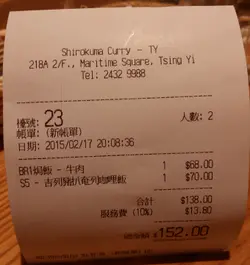 Shirokuma Curry - TY
218A 2/F., Maritime Square, Tsing Yi
Tel: 2432 9988
檯號: 23 人數: 2
帳單: (新帳單)
日期: 2015/02/17 20:08:36
BR1焗飯 - 牛肉 1 $68.00
S5 - 吉列豬扒咖喱飯 1 $70.00
合計 $138.00
服務費 (10%) $13.80
$152.00